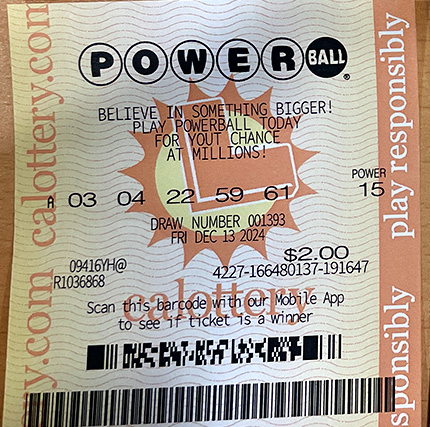 POWERBALL®
BELIEVE IN SOMETHING BIGGER!
PLAY POWERBALL TODAY
FOR YOUT CHANCE
AT MILLIONS!
POWER
A 03 04 22 59 61 15
DRAW NUMBER 001393
FRI DEC 13 2024
$2.00
09416YH@ 4227-166480137-191647
R1036868
Scan this barcode with our Mobile App
to see if ticket is a winner
calottery
y.com calottery.com
play responsibly
sponsibly